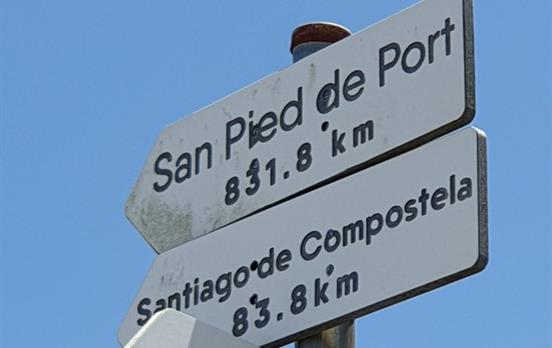 San Pied de Port
831.8 km
Santiago de Compostela
83.8 km